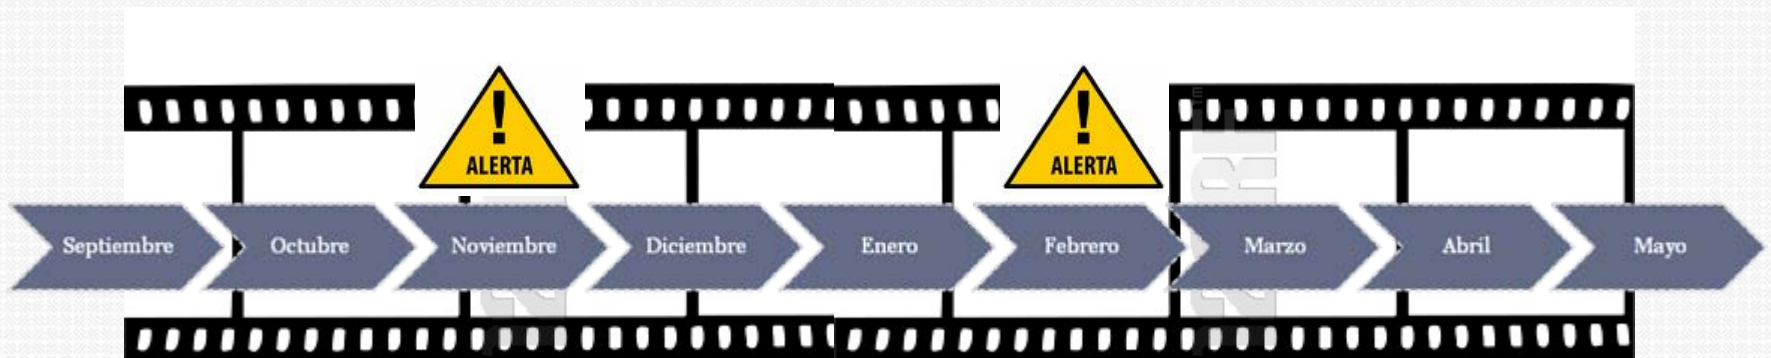 !
ALERTA
!
ALERTA
Septiembre
Octubre
Noviembre
Diciembre
Enero
Febrero
Marzo
Abril
Mayo